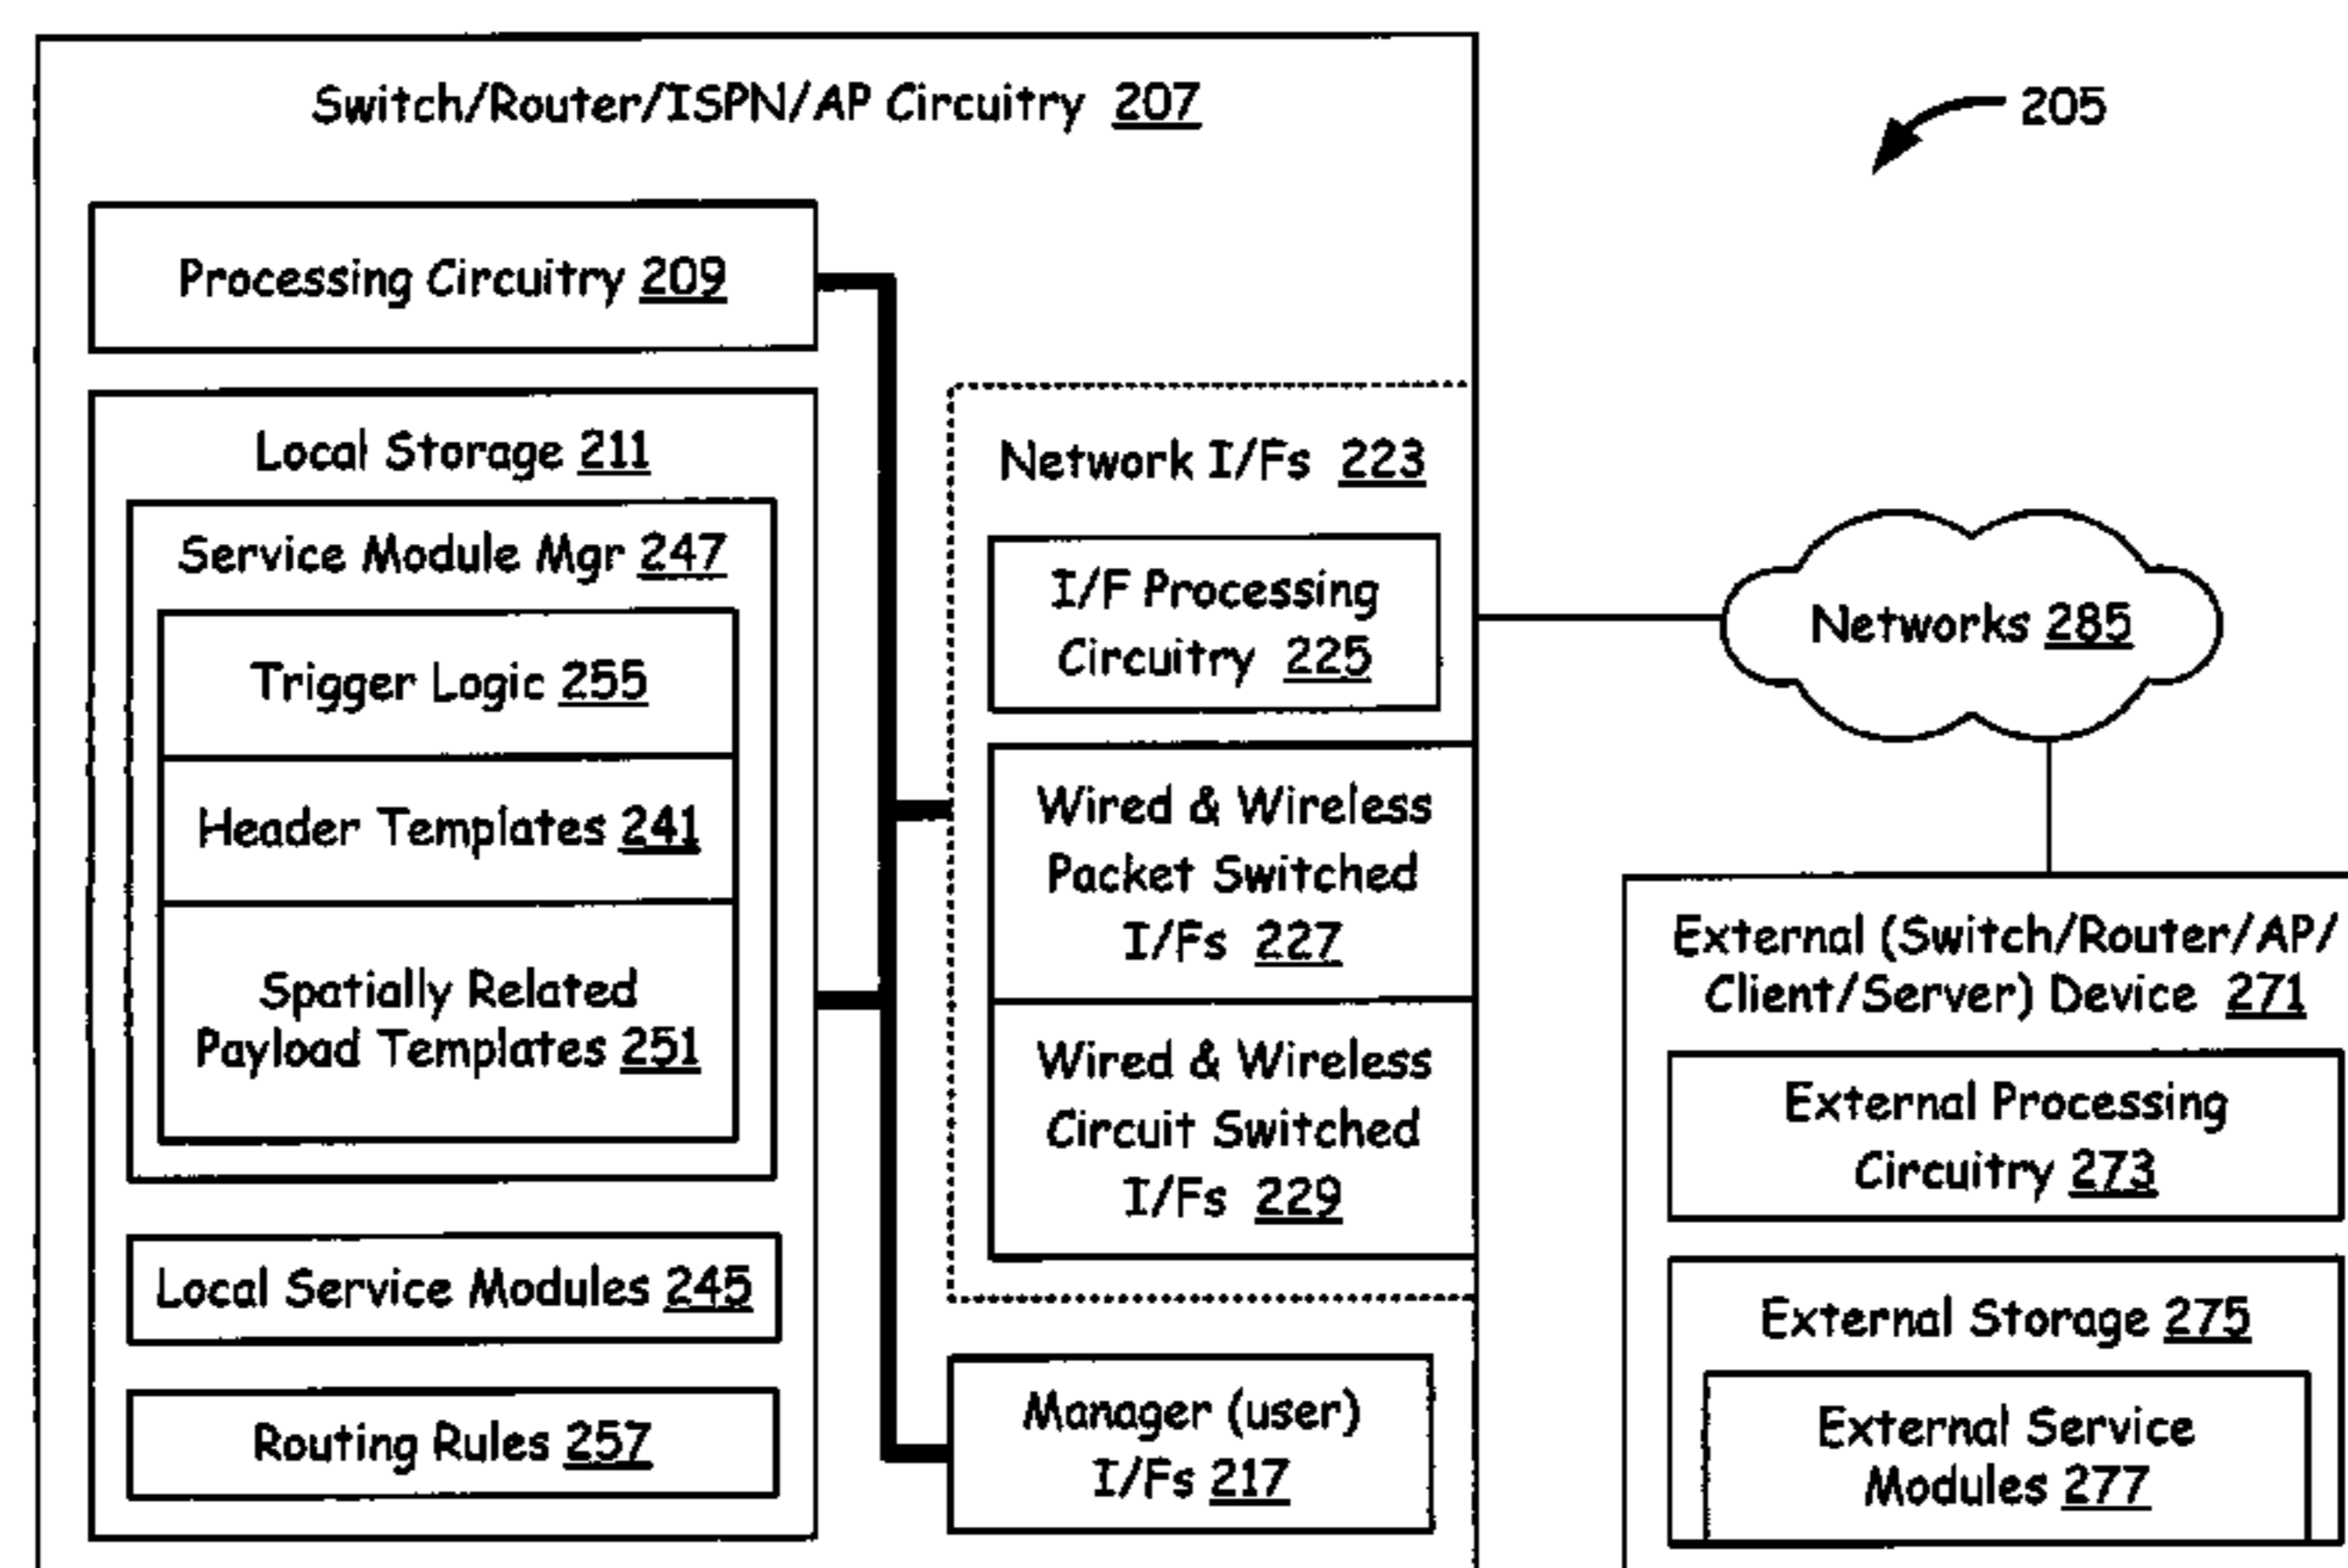 Switch/Router/ISPN/AP Circuitry 207
205
Processing Circuitry 209
Local Storage 211
Service Module Mgr 247
Trigger Logic 255
Header Templates 241
Spatially Related
Payload Templates 251
Local Service Modules 245
Routing Rules 257
Network I/Fs 223
I/F Processing
Circuitry 225
Wired & Wireless
Packet Switched
I/Fs 227
Wired & Wireless
Circuit Switched
I/Fs 229
Manager (user)
I/Fs 217
Networks 285
External (Switch/Router/AP/
Client/Server) Device 271
External Processing
Circuitry 273
External Storage 275
External Service
Modules 277